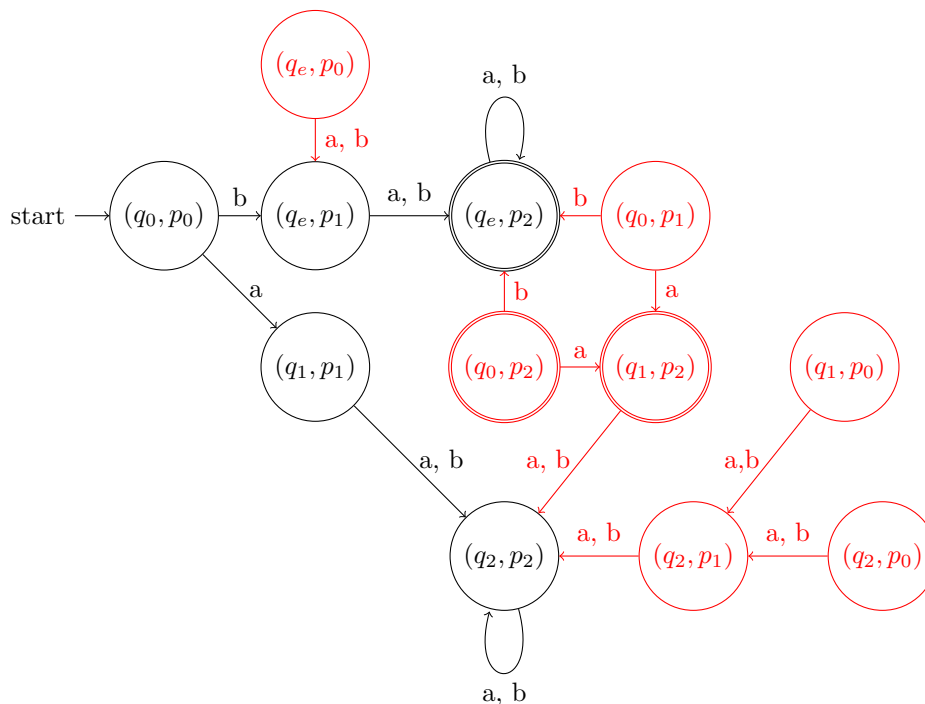 (q_e, p_0)
a, b
a, b
start
(q_0, p_0)
b
(q_e, p_1)
a, b
(q_e, p_2)
b
(q_0, p_1)
a
b
a
(q_1, p_1)
(q_0, p_2)
a
(q_1, p_2)
(q_1, p_0)
a, b
a, b
a,b
(q_2, p_2)
a, b
(q_2, p_1)
a, b
(q_2, p_0)
a, b